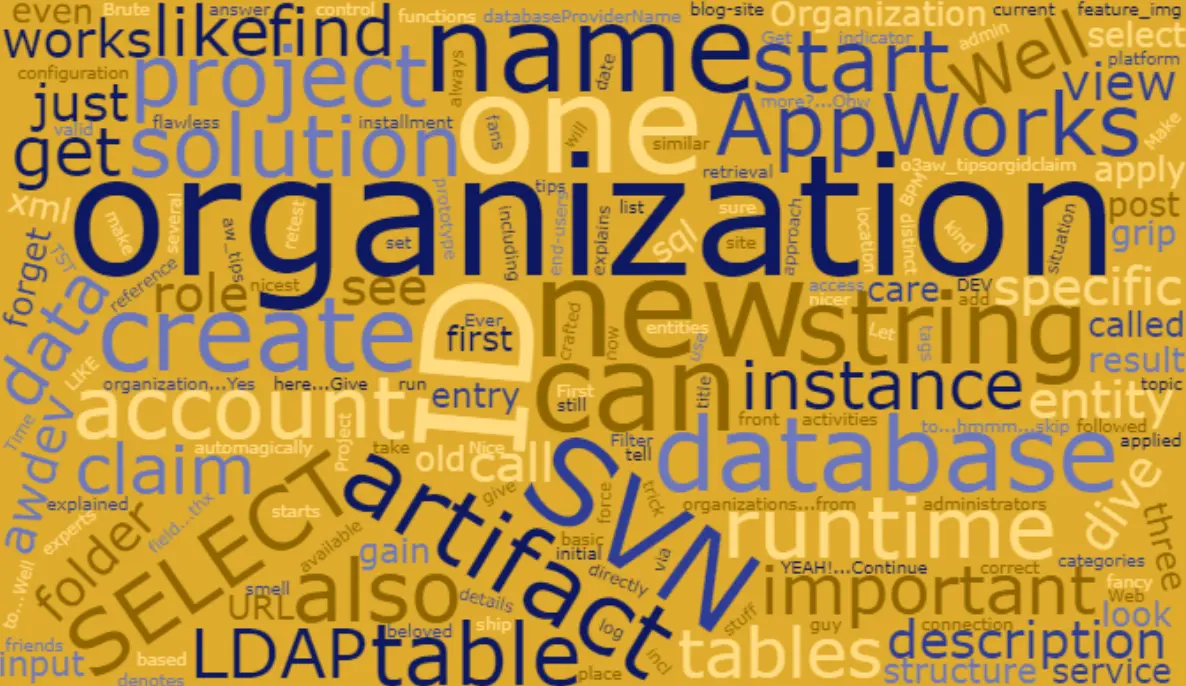 even Brute answer control functions databaseProviderName blog-site Organization current feature_img
works like find name Get indicator admin Well select
configuration project always date start platform
just more?...Ohw view
valid flawless installment one fans will similar AppWorks Make
get solution retrieval o3aw_tipsorgidclaim apply
xml make several retest aw_tips organization prototype tips including end-users explains list set sql sure site approach location distinct BPM kind situation post
grip
forget TST reference role nicest see ID new access nicer care DEV add specific
data create Ever first crafted now entities string Let tags called
LIKE usen result
organization...Yes here...Give run entry can First still title instance topic
Time awdev account Project front activities entity
to...hmmm...skip followed
claim automagically take old Nice call Filter tell database applied
explained SELECT artifact give SVN force trick organizations...from administrators dive
experts folder field...thx starts available basic runtime three
gain initial via YEAH!...Continue correct categories
to...Well smell also details directly important fancy
URL Web
beloved ship log stuff guy connection look
friends LDAP table incl tables description
input based place structure service
denotes